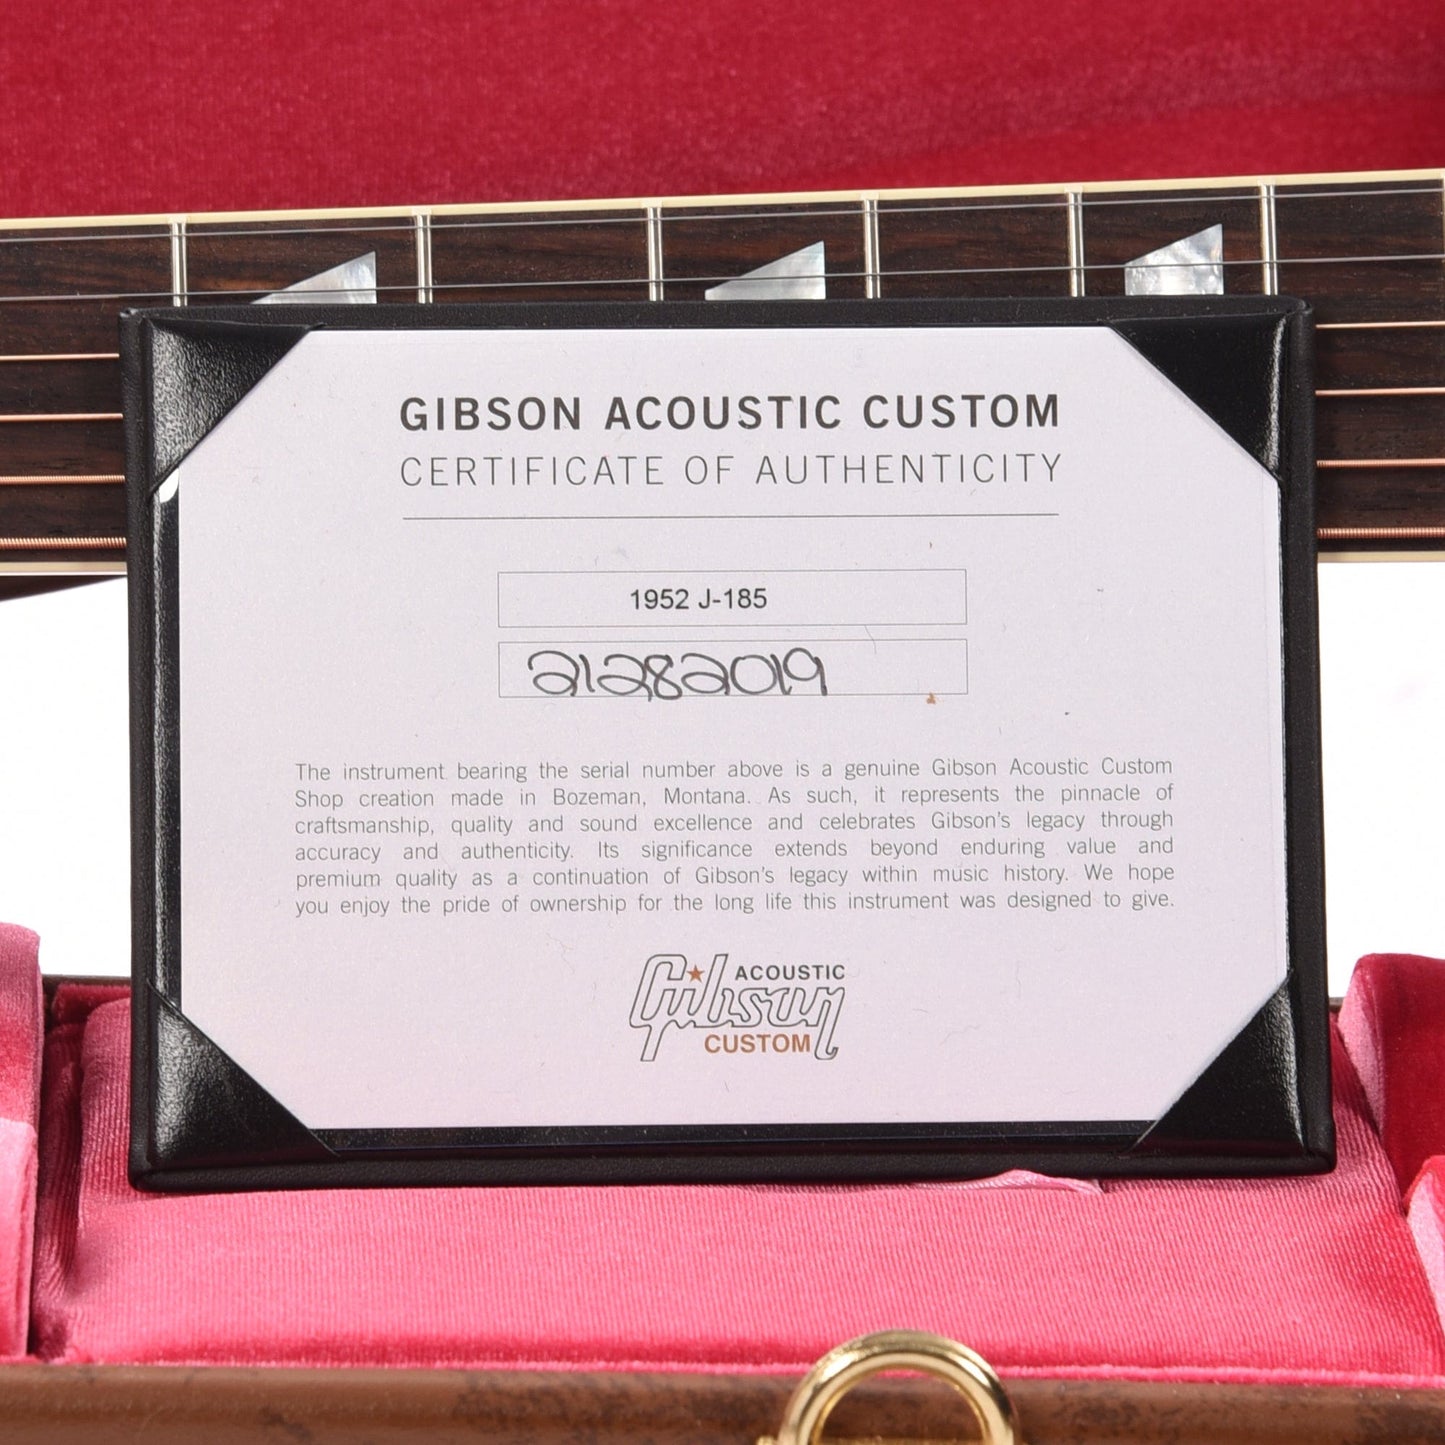 GIBSON ACOUSTIC CUSTOM
CERTIFICATE OF AUTHENTICITY
1952 J-185
21282019
The instrument bearing the serial number above is a genuine Gibson Acoustic Custom
Shop creation made in Bozeman, Montana. As such, it represents the pinnacle of
craftsmanship, quality and sound excellence and celebrates Gibson's legacy through
accuracy and authenticity. Its significance extends beyond enduring value and
premium quality as a continuation of Gibson's legacy within music history. We hope
you enjoy the pride of ownership for the long life this instrument was designed to give.
ACOUSTIC
Gibson
CUSTOM